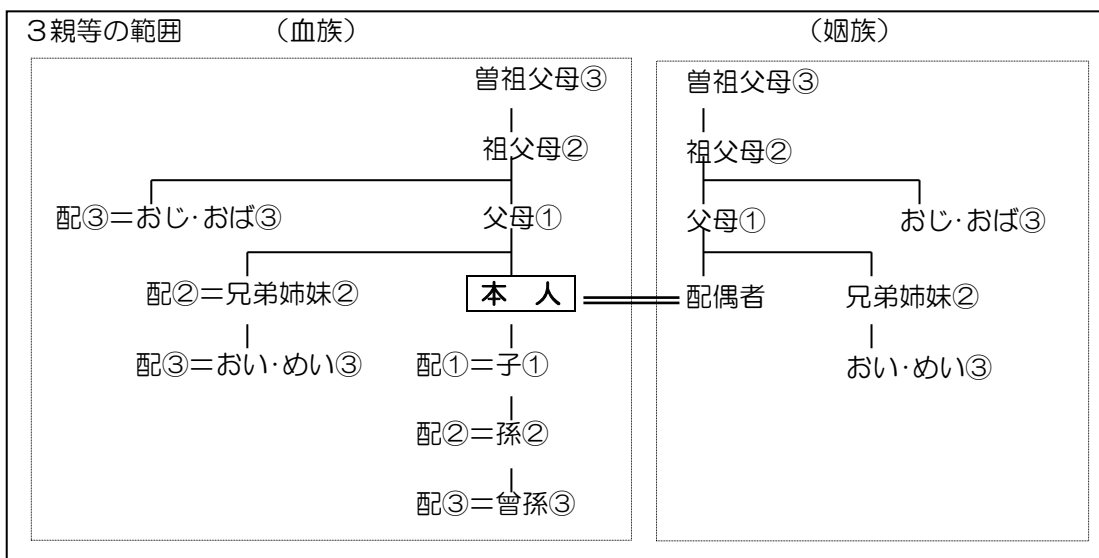 3親等の範囲 （血族） （姻族）
曽祖父母③ 曽祖父母③
祖父母② 祖父母②
配③＝おじ・おば③ 父母① 父母① おじ・おば③
配②＝兄弟姉妹② 本 人 配偶者 兄弟姉妹②
配③＝おい・めい③ 配①＝子① おい・めい③
配②＝孫②
配③＝曾孫③